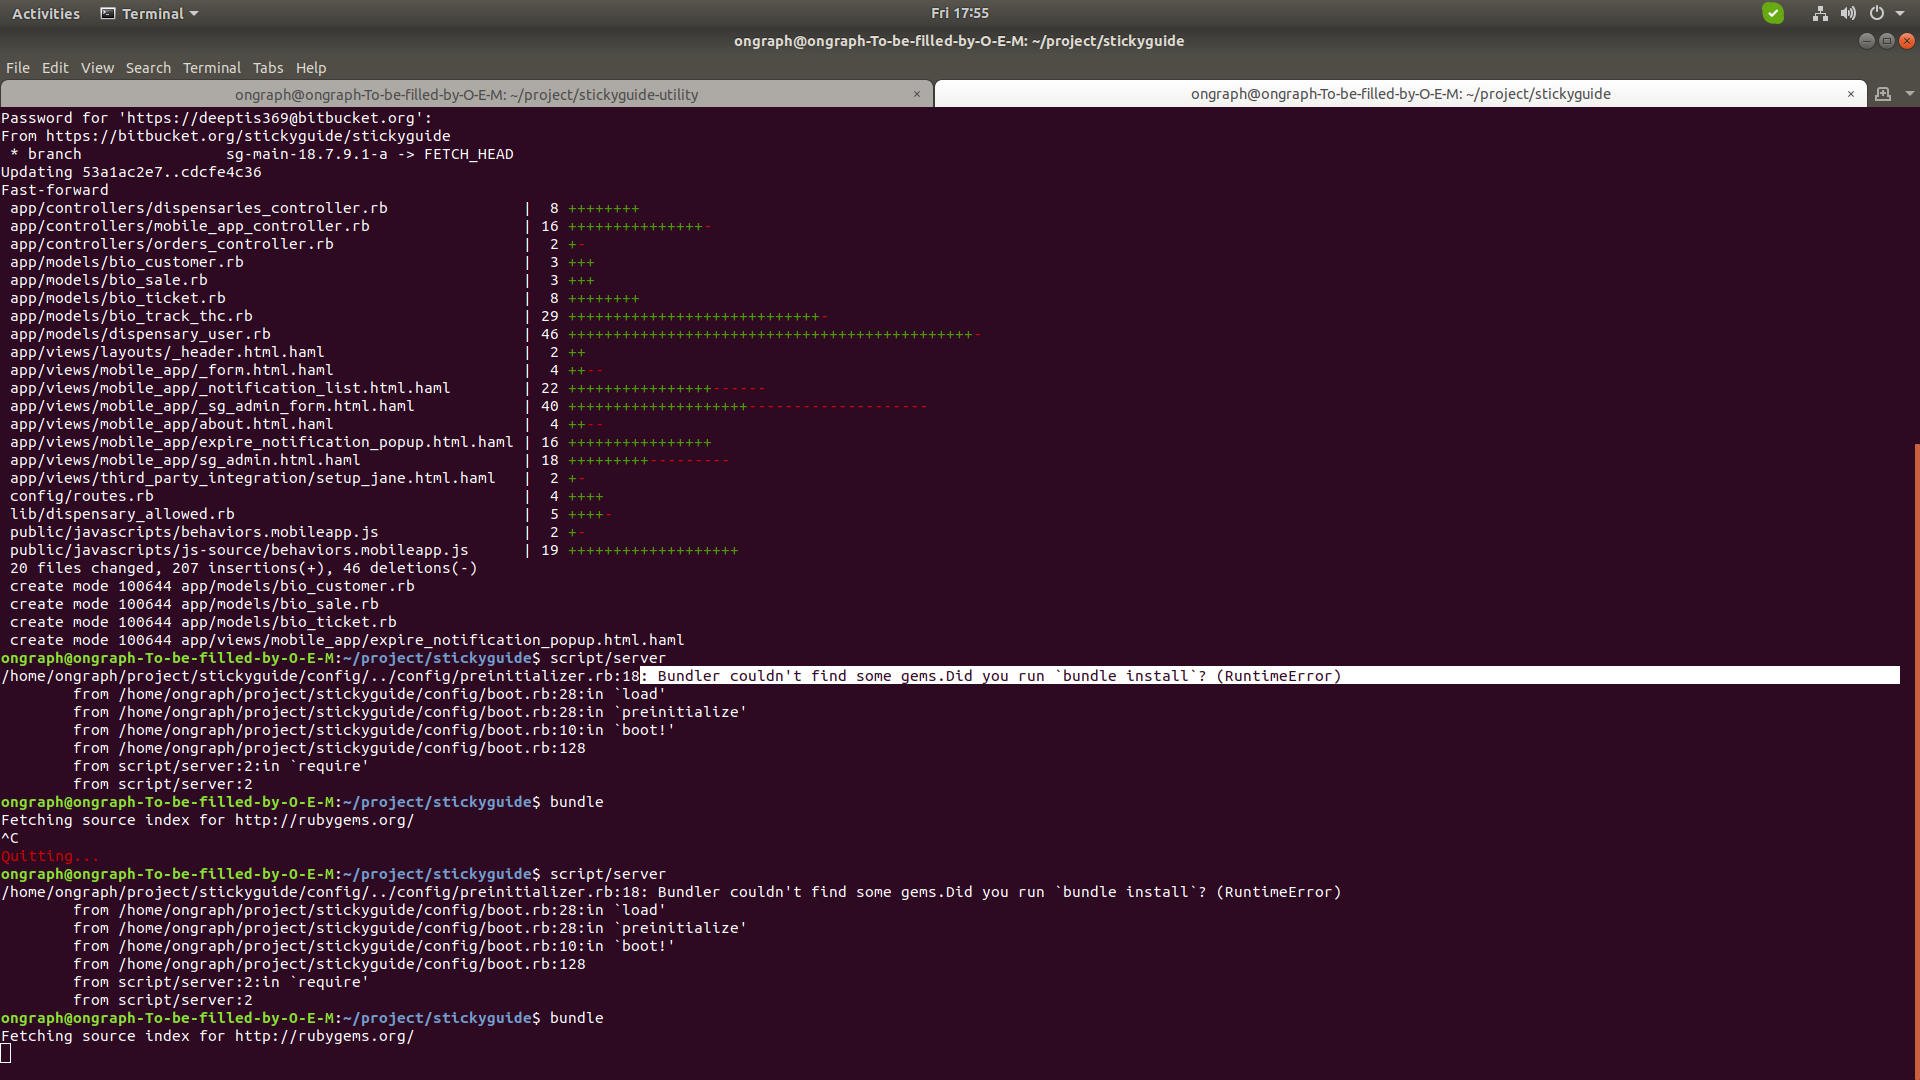 Activities Terminal Fri 17:55
ongraph@ongraph-To-be-filled-by-O-E-M: ~/project/stickyguide
File Edit View Search Terminal Tabs Help
ongraph@ongraph-To-be-filled-by-O-E-M: ~/project/stickyguide-utility × ongraph@ongraph-To-be-filled-by-O-E-M: ~/project/stickyguide ×
Password for 'https://deeptis369@bitbucket.org':
From https://bitbucket.org/stickyguide/stickyguide
 * branch                sg-main-18.7.9.1-a -> FETCH_HEAD
Updating 53a1ac2e7..cdcfe4c36
Fast-forward
 app/controllers/dispensaries_controller.rb               |  8 ++++++++
 app/controllers/mobile_app_controller.rb                 | 16 +++++++++++++++-
 app/controllers/orders_controller.rb                     |  2 +-
 app/models/bio_customer.rb                               |  3 +++
 app/models/bio_sale.rb                                   |  3 +++
 app/models/bio_ticket.rb                                 |  8 ++++++++
 app/models/bio_track_thc.rb                              | 29 ++++++++++++++++++++++++++++-
 app/models/dispensary_user.rb                            | 46 +++++++++++++++++++++++++++++++++++++++++++++-
 app/views/layouts/_header.html.haml                      |  2 ++
 app/views/mobile_app/_form.html.haml                     |  4 ++--
 app/views/mobile_app/_notification_list.html.haml        | 22 ++++++++++++++++------
 app/views/mobile_app/_sg_admin_form.html.haml            | 40 ++++++++++++++++++++--------------------
 app/views/mobile_app/about.html.haml                     |  4 ++--
 app/views/mobile_app/expire_notification_popup.html.haml | 16 ++++++++++++++++
 app/views/mobile_app/sg_admin.html.haml                  | 18 +++++++++---------
 app/views/third_party_integration/setup_jane.html.haml   |  2 +-
 config/routes.rb                                         |  4 ++++
 lib/dispensary_allowed.rb                                |  5 ++++-
 public/javascripts/behaviors.mobileapp.js                |  2 +-
 public/javascripts/js-source/behaviors.mobileapp.js      | 19 +++++++++++++++++++
 20 files changed, 207 insertions(+), 46 deletions(-)
 create mode 100644 app/models/bio_customer.rb
 create mode 100644 app/models/bio_sale.rb
 create mode 100644 app/models/bio_ticket.rb
 create mode 100644 app/views/mobile_app/expire_notification_popup.html.haml
ongraph@ongraph-To-be-filled-by-O-E-M:~/project/stickyguide$ script/server
/home/ongraph/project/stickyguide/config/../config/preinitializer.rb:18: Bundler couldn't find some gems.Did you run `bundle install`? (RuntimeError)
        from /home/ongraph/project/stickyguide/config/boot.rb:28:in `load'
        from /home/ongraph/project/stickyguide/config/boot.rb:28:in `preinitialize'
        from /home/ongraph/project/stickyguide/config/boot.rb:10:in `boot!'
        from /home/ongraph/project/stickyguide/config/boot.rb:128
        from script/server:2:in `require'
        from script/server:2
ongraph@ongraph-To-be-filled-by-O-E-M:~/project/stickyguide$ bundle
Fetching source index for http://rubygems.org/
^C
Quitting...
ongraph@ongraph-To-be-filled-by-O-E-M:~/project/stickyguide$ script/server
/home/ongraph/project/stickyguide/config/../config/preinitializer.rb:18: Bundler couldn't find some gems.Did you run `bundle install`? (RuntimeError)
        from /home/ongraph/project/stickyguide/config/boot.rb:28:in `load'
        from /home/ongraph/project/stickyguide/config/boot.rb:28:in `preinitialize'
        from /home/ongraph/project/stickyguide/config/boot.rb:10:in `boot!'
        from /home/ongraph/project/stickyguide/config/boot.rb:128
        from script/server:2:in `require'
        from script/server:2
ongraph@ongraph-To-be-filled-by-O-E-M:~/project/stickyguide$ bundle
Fetching source index for http://rubygems.org/